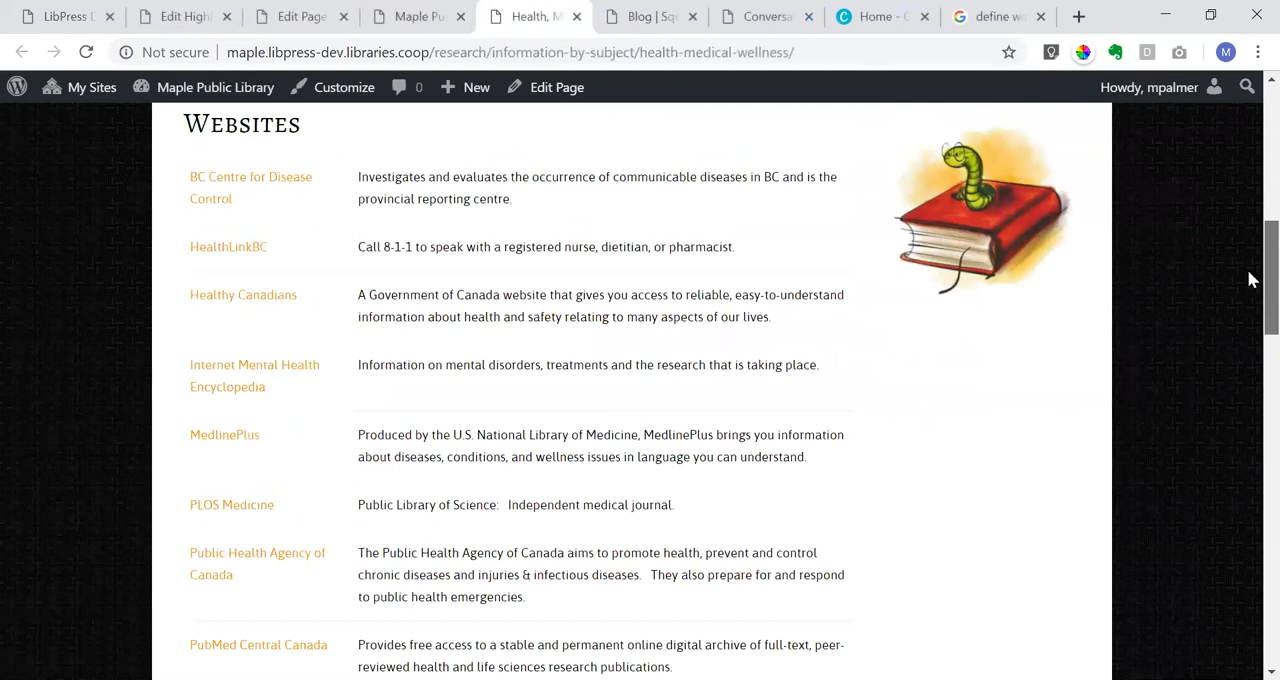 LibPress D
Edit Highl
Edit Page
Maple Pu
Health, M
Blog | Squ
Conversat
Home - C
define wo
Not secure
maple.libpress-dev.libraries.coop/research/information-by-subject/health-medical-wellness/
D
M
My Sites
Maple Public Library
Customize
0
New
Edit Page
Howdy, mpalmer
Websites
BC Centre for Disease
Control
Investigates and evaluates the occurrence of communicable diseases in BC and is the
provincial reporting centre.
HealthLinkBC
Call 8-1-1 to speak with a registered nurse, dietitian, or pharmacist.
Healthy Canadians
A Government of Canada website that gives you access to reliable, easy-to-understand
information about health and safety relating to many aspects of our lives.
Internet Mental Health
Encyclopedia
Information on mental disorders, treatments and the research that is taking place.
MedlinePlus
Produced by the U.S. National Library of Medicine, MedlinePlus brings you information
about diseases, conditions, and wellness issues in language you can understand.
PLOS Medicine
Public Library of Science: Independent medical journal.
Public Health Agency of
Canada
The Public Health Agency of Canada aims to promote health, prevent and control
chronic diseases and injuries & infectious diseases. They also prepare for and respond
to public health emergencies.
PubMed Central Canada
Provides free access to a stable and permanent online digital archive of full-text, peer-
reviewed health and life sciences research publications.